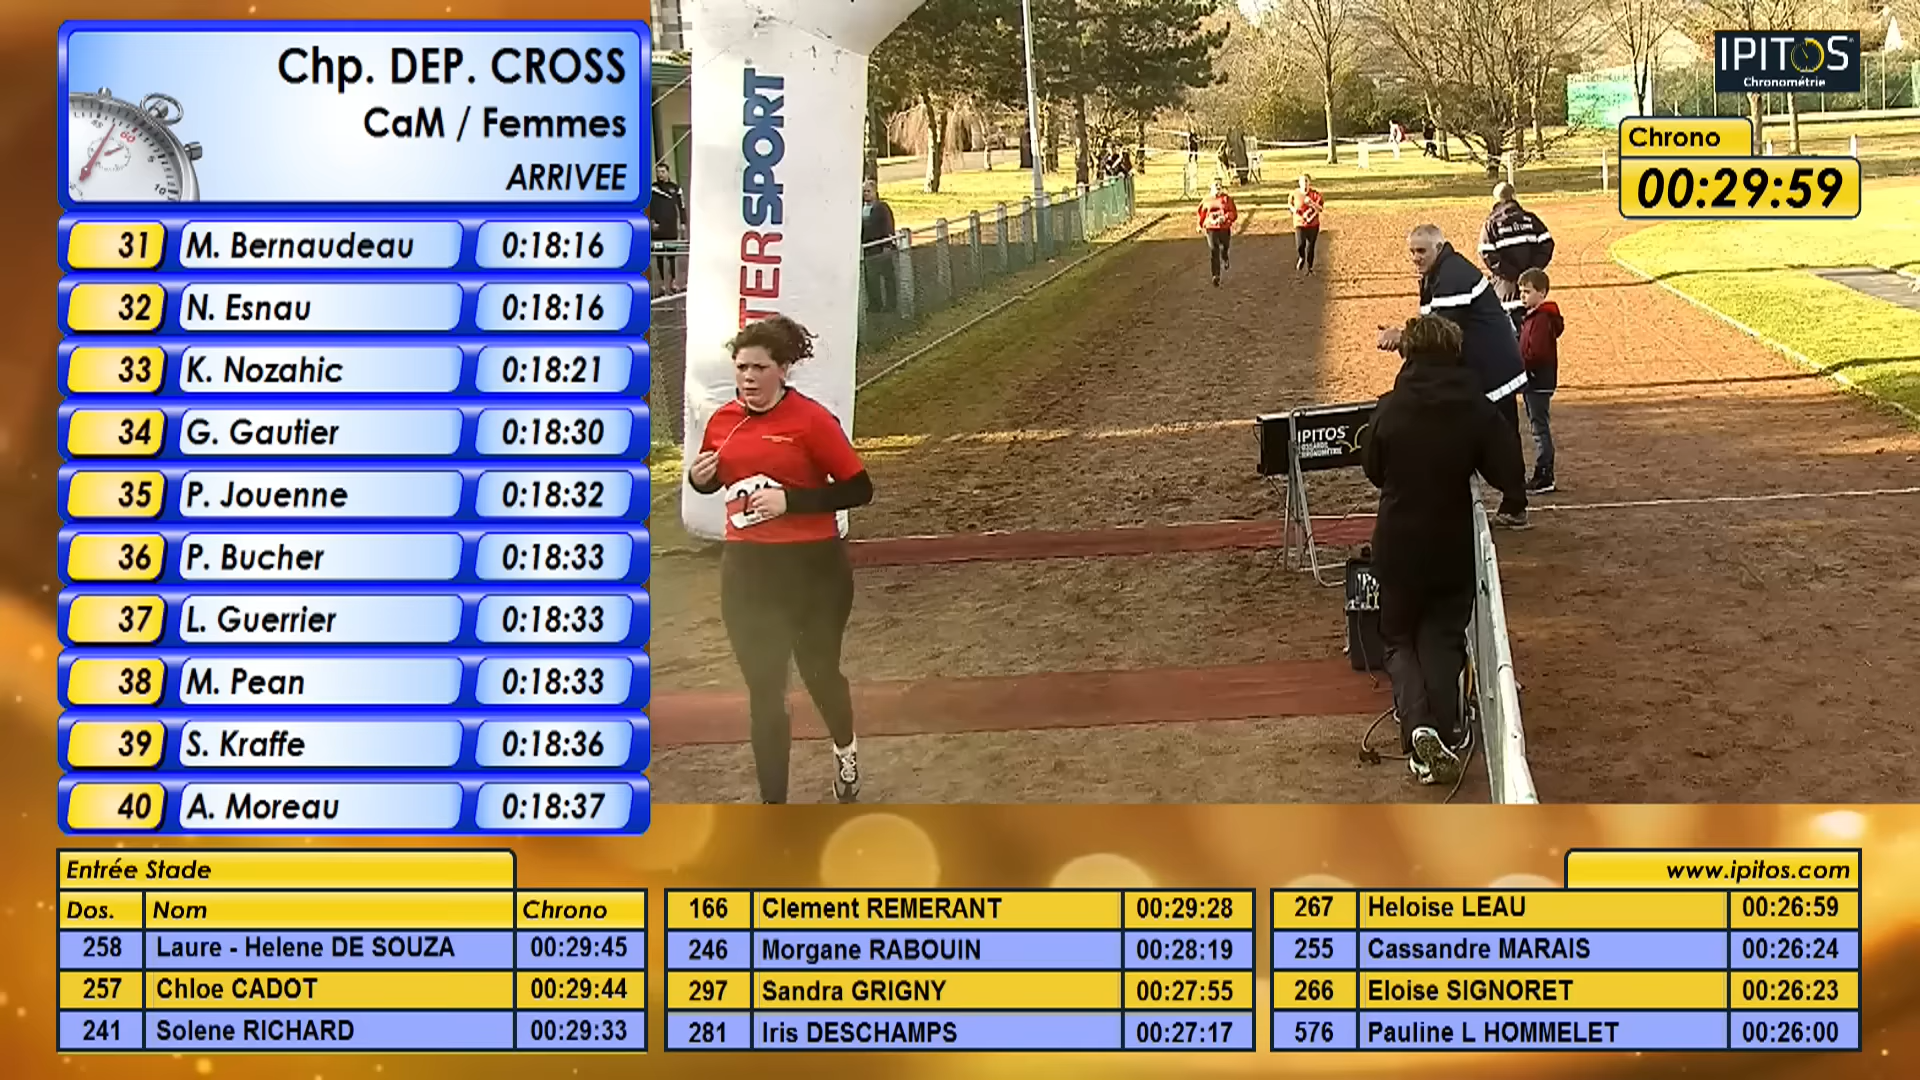 Chp. DEP. CROSS
CaM / Femmes
ARRIVEE
31 M. Bernaudeau 0:18:16
32 N. Esnau 0:18:16
33 K. Nozahic 0:18:21
34 G. Gautier 0:18:30
35 P. Jouenne 0:18:32
36 P. Bucher 0:18:33
37 L. Guerrier 0:18:33
38 M. Pean 0:18:33
39 S. Kraffe 0:18:36
40 A. Moreau 0:18:37
TERSPORT
IPITOS
Chronométrie
Chrono
00:29:59
IPITOS
CHRONOMÉTRIE
Entrée Stade
Dos. Nom Chrono
258 Laure - Helene DE SOUZA 00:29:45
257 Chloe CADOT 00:29:44
241 Solene RICHARD 00:29:33
166 Clement REMERANT 00:29:28
246 Morgane RABOUIN 00:28:19
297 Sandra GRIGNY 00:27:55
281 Iris DESCHAMPS 00:27:17
www.ipitos.com
267 Heloise LEAU 00:26:59
255 Cassandre MARAIS 00:26:24
266 Eloise SIGNORET 00:26:23
576 Pauline L HOMMELET 00:26:00